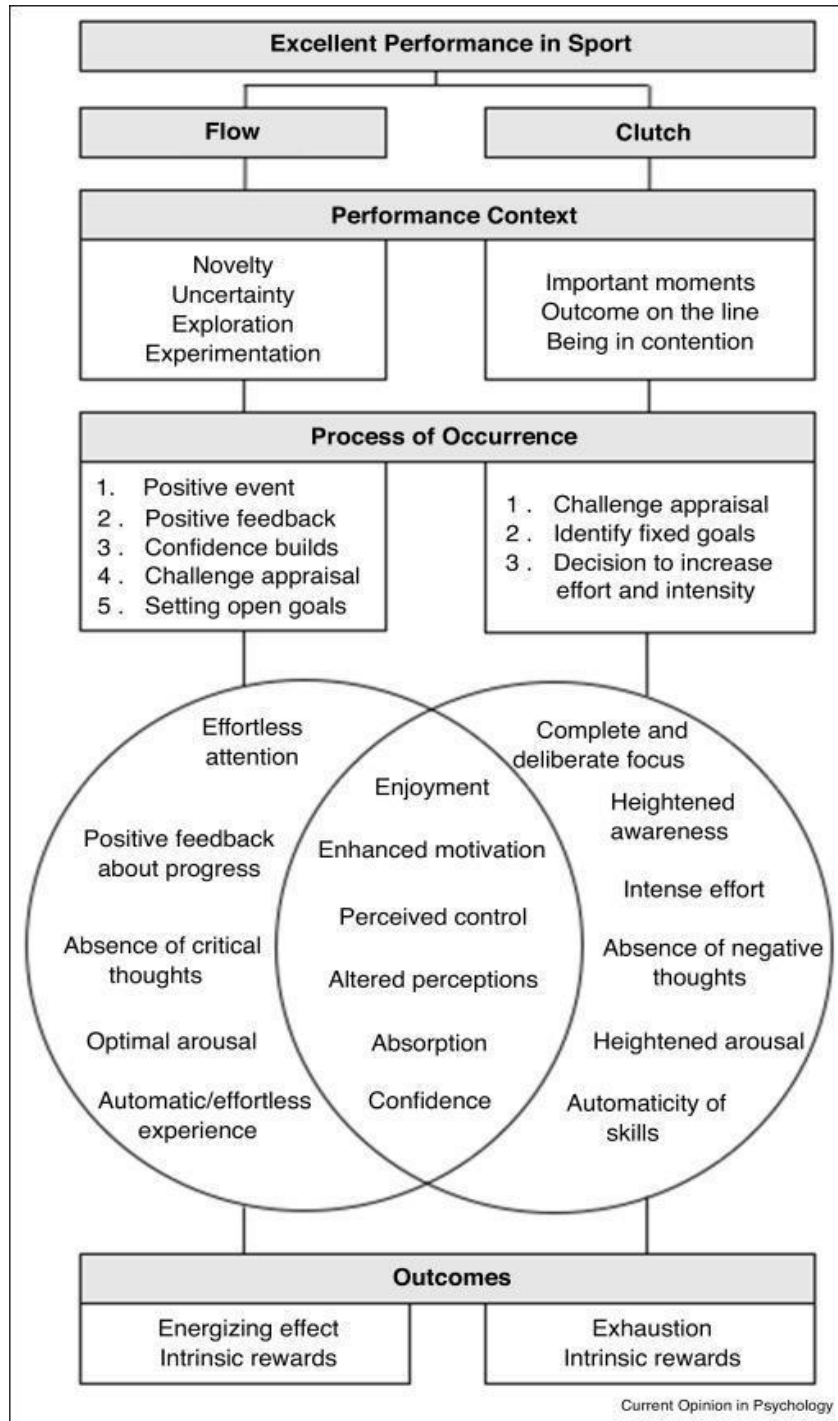 Excellent Performance in Sport
Flow
Clutch
Performance Context
Novelty
Uncertainty
Exploration
Experimentation
Important moments
Outcome on the line
Being in contention
Process of Occurrence
1. Positive event
2 . Positive feedback
3 . Confidence builds
4 . Challenge appraisal
5 . Setting open goals
1 . Challenge appraisal
2 . Identify fixed goals
3 . Decision to increase
effort and intensity
Effortless
attention
Positive feedback
about progress
Absence of critical
thoughts
Optimal arousal
Automatic/effortless
experience
Enjoyment
Enhanced motivation
Perceived control
Altered perceptions
Absorption
Confidence
Complete and
deliberate focus
Heightened
awareness
Intense effort
Absence of negative
thoughts
Heightened arousal
Automaticity of
skills
Outcomes
Energizing effect
Intrinsic rewards
Exhaustion
Intrinsic rewards
Current Opinion in Psychology